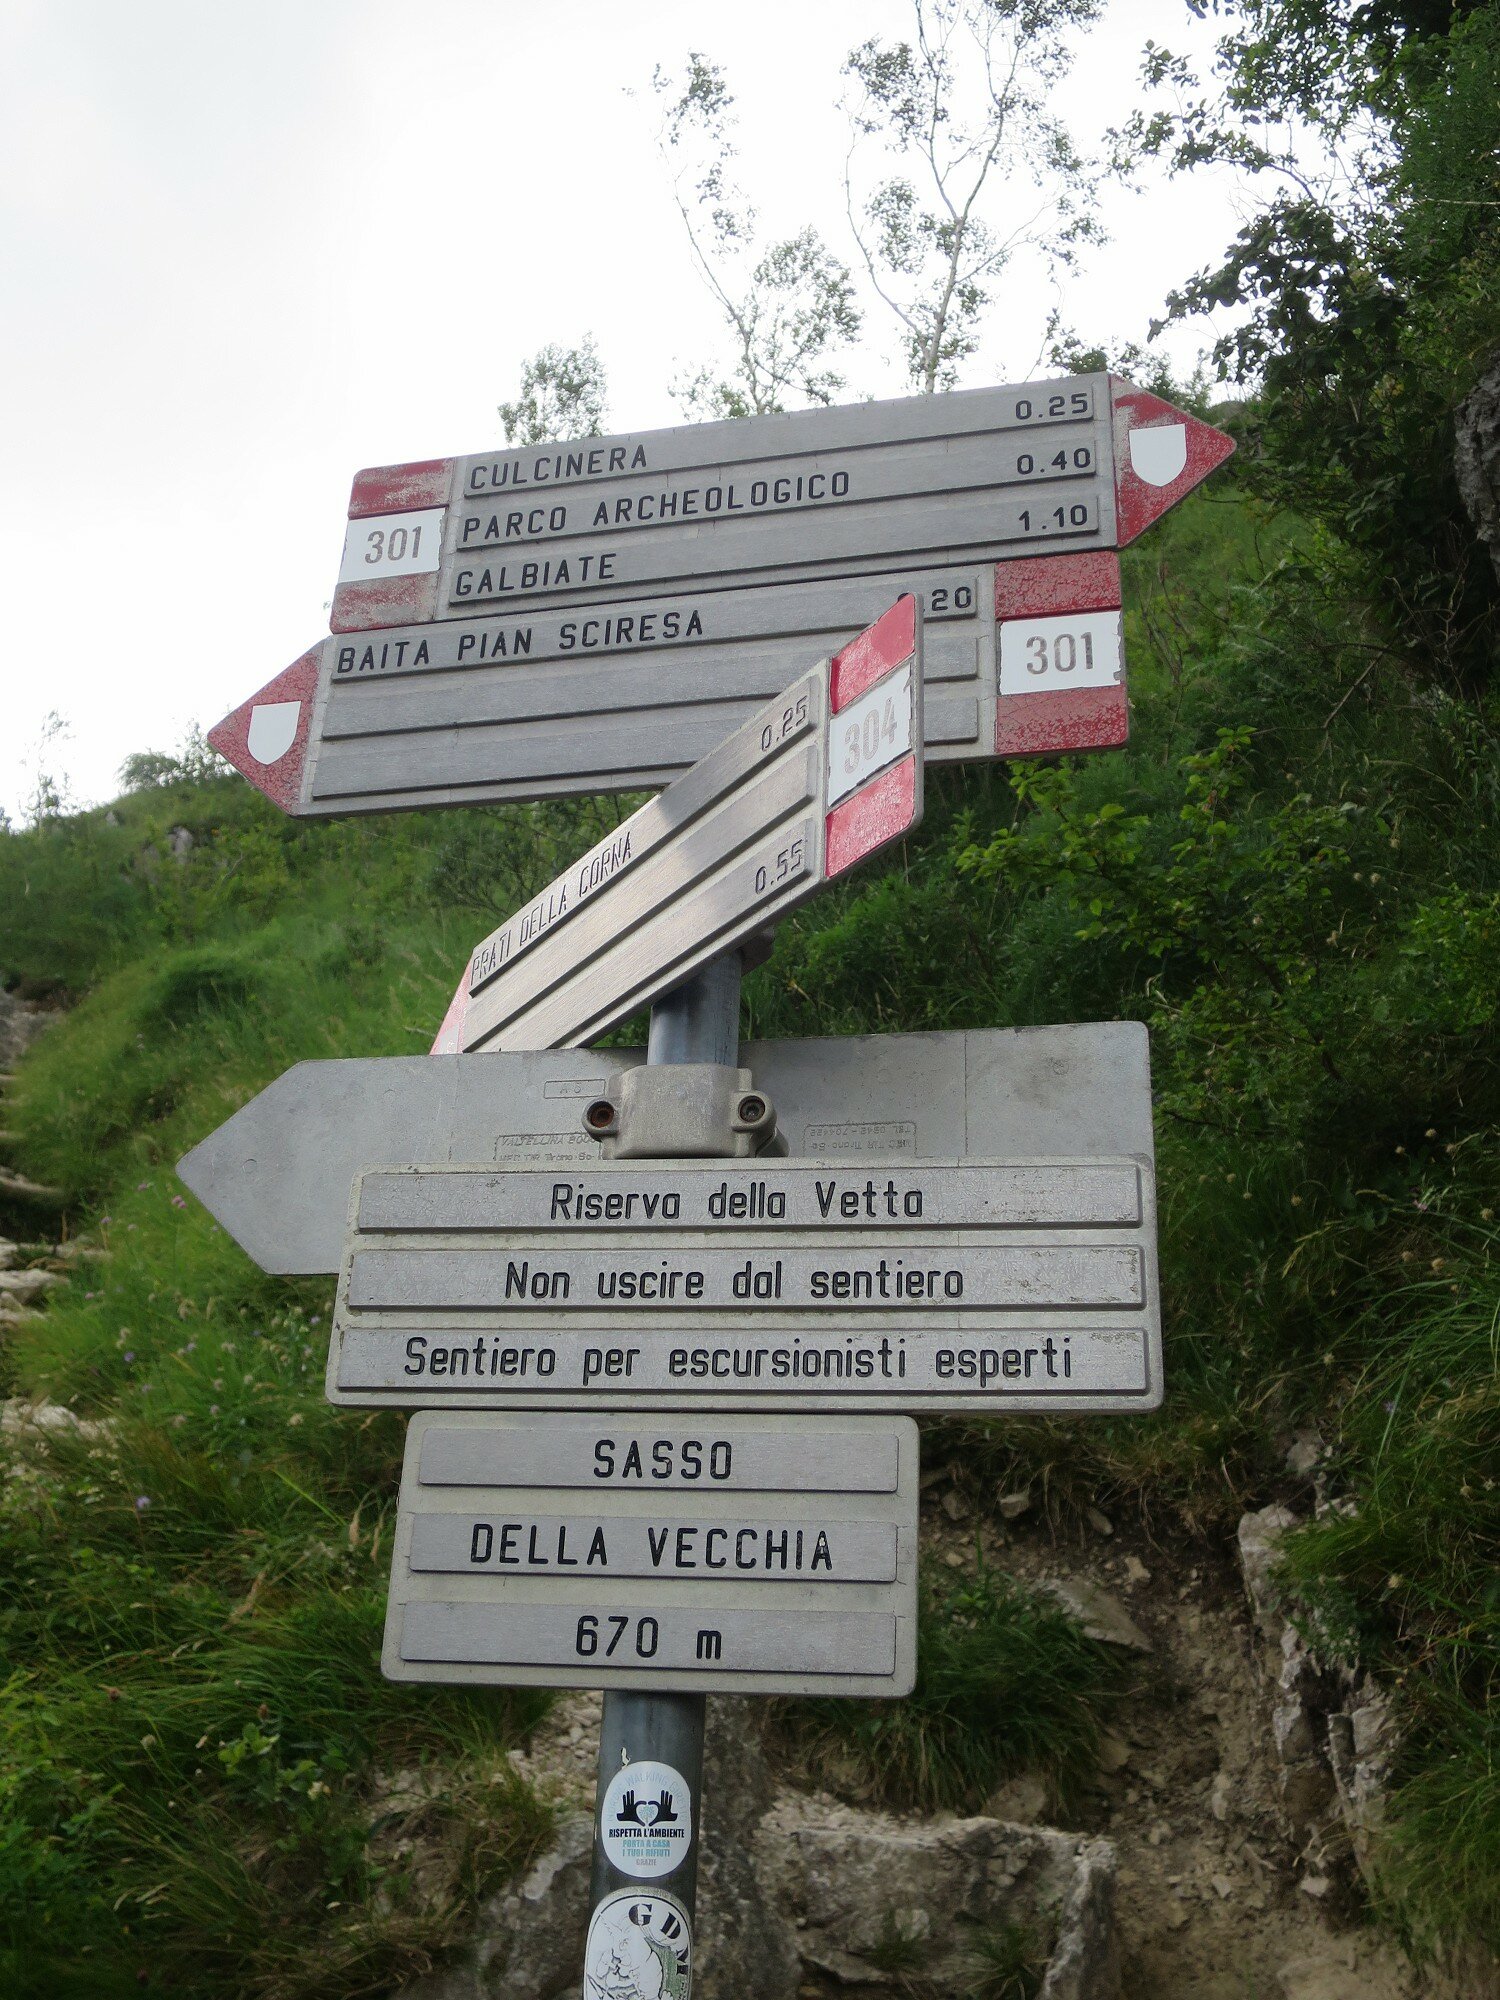 CULCINERA 0.25
PARCO ARCHEOLOGICO 0.40
GALBIATE 1.10
301
BAITA PIAN SCIRESA .20
301
PRATI DELLA CORNA 0.25
0.55
304
Riserva della Vetta
Non uscire dal sentiero
Sentiero per escursionisti esperti
SASSO
DELLA VECCHIA
670 m
RISPETTA L'AMBIENTE
PORTA A CASA
I TUOI RIFIUTI
GRAZIE